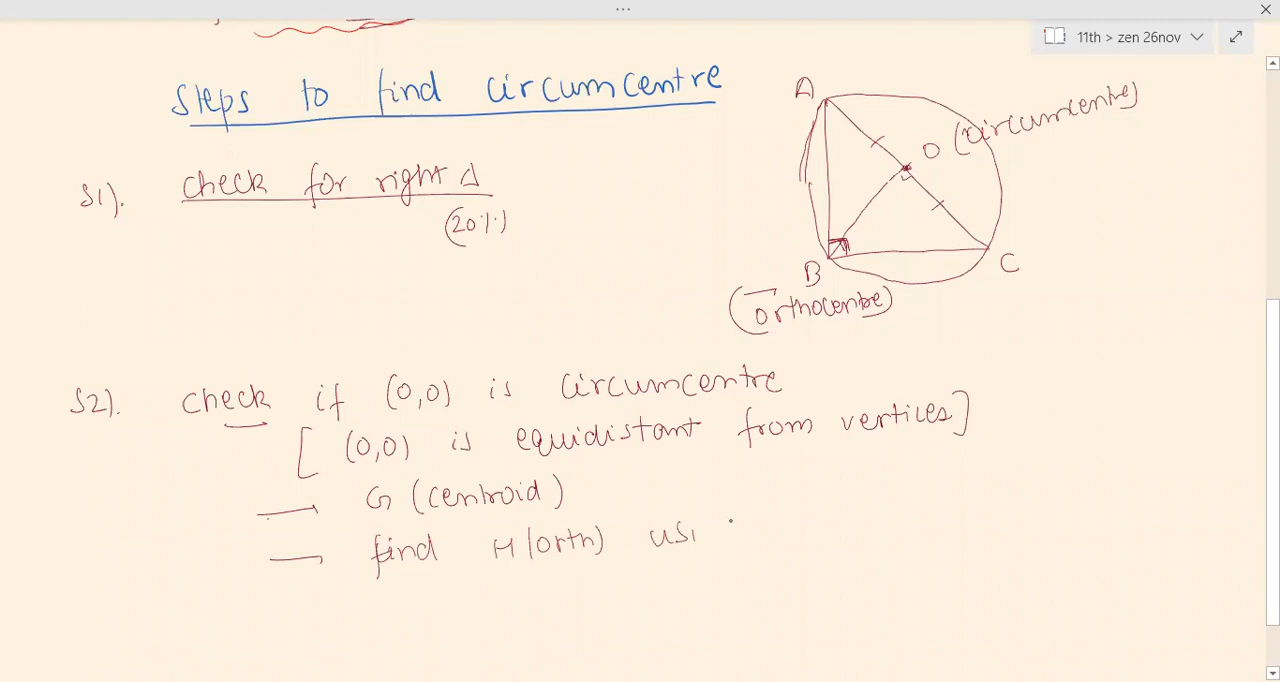 11th > zen 26nov
Steps to find circumcentre
S1). check for right Δ
(20%)
A
O (circumcentre)
B
C
(orthocentre)
S2). check if (0,0) is circumcentre
[ (0,0) is equidistant from vertices]
— G (centroid)
— find H(orth) usi